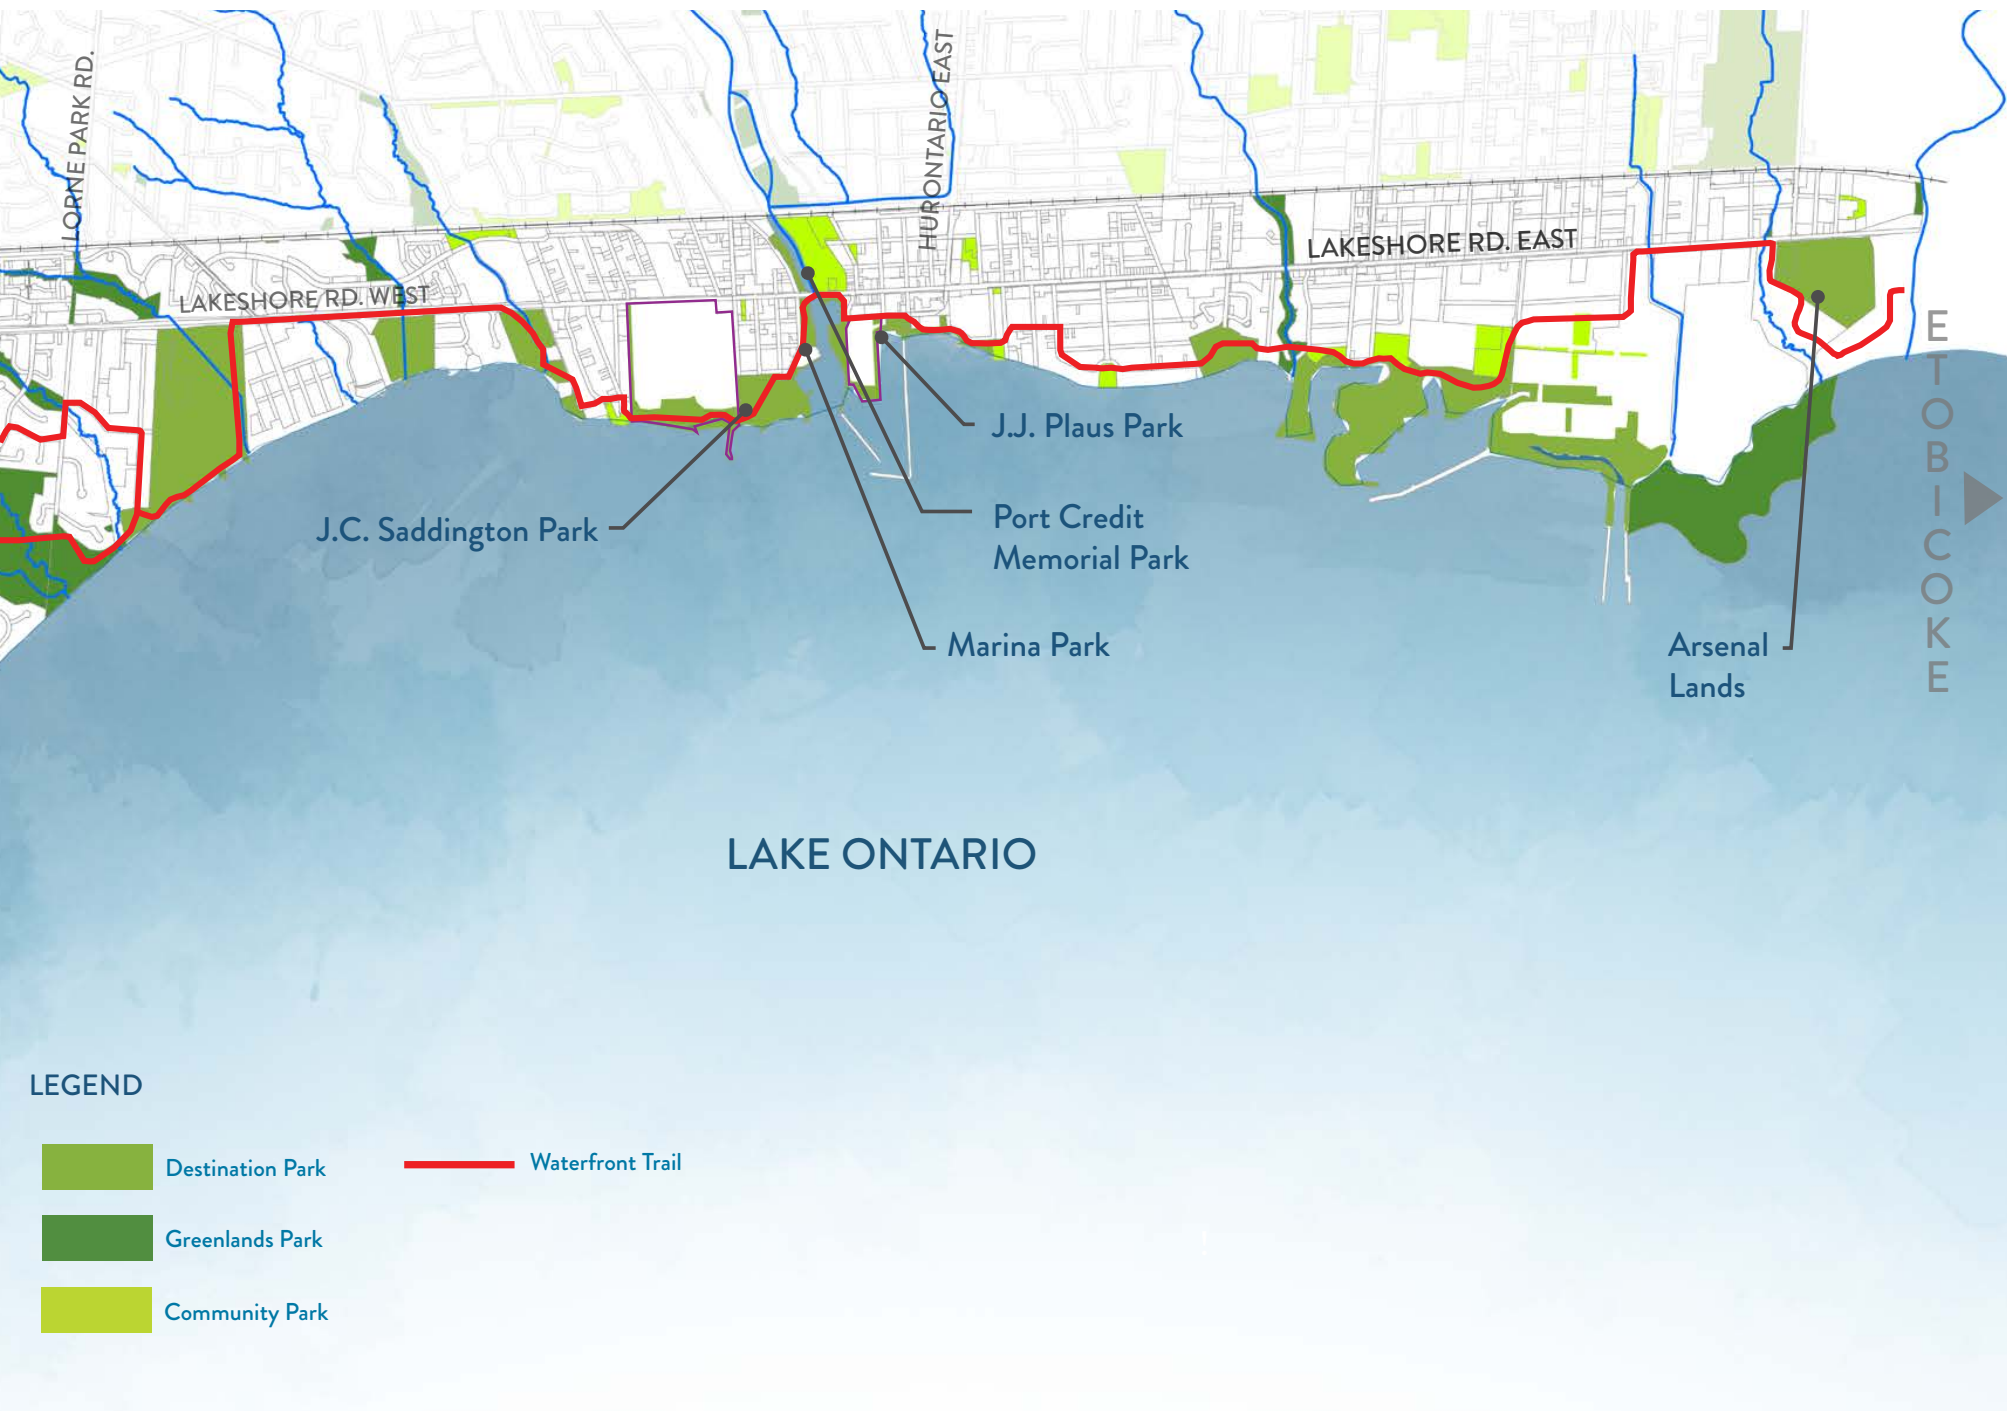 LORNE PARK RD.
HURONTARIO EAST
LAKESHORE RD. EAST
LAKESHORE RD. WEST
ETOBICOKE
J.J. Plaus Park
J.C. Saddington Park
Port Credit
Memorial Park
Marina Park
Arsenal
Lands
LAKE ONTARIO
LEGEND
Destination Park
Waterfront Trail
Greenlands Park
Community Park